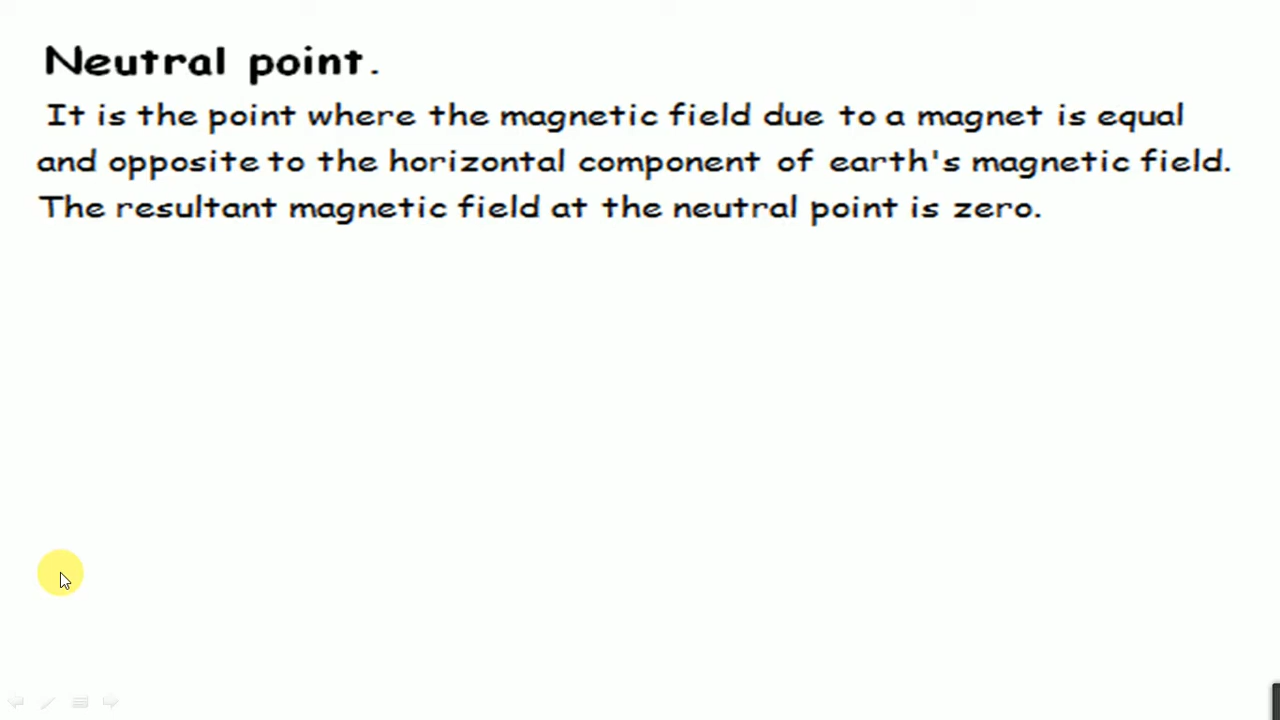 Neutral point.
It is the point where the magnetic field due to a magnet is equal
and opposite to the horizontal component of earth's magnetic field.
The resultant magnetic field at the neutral point is zero.